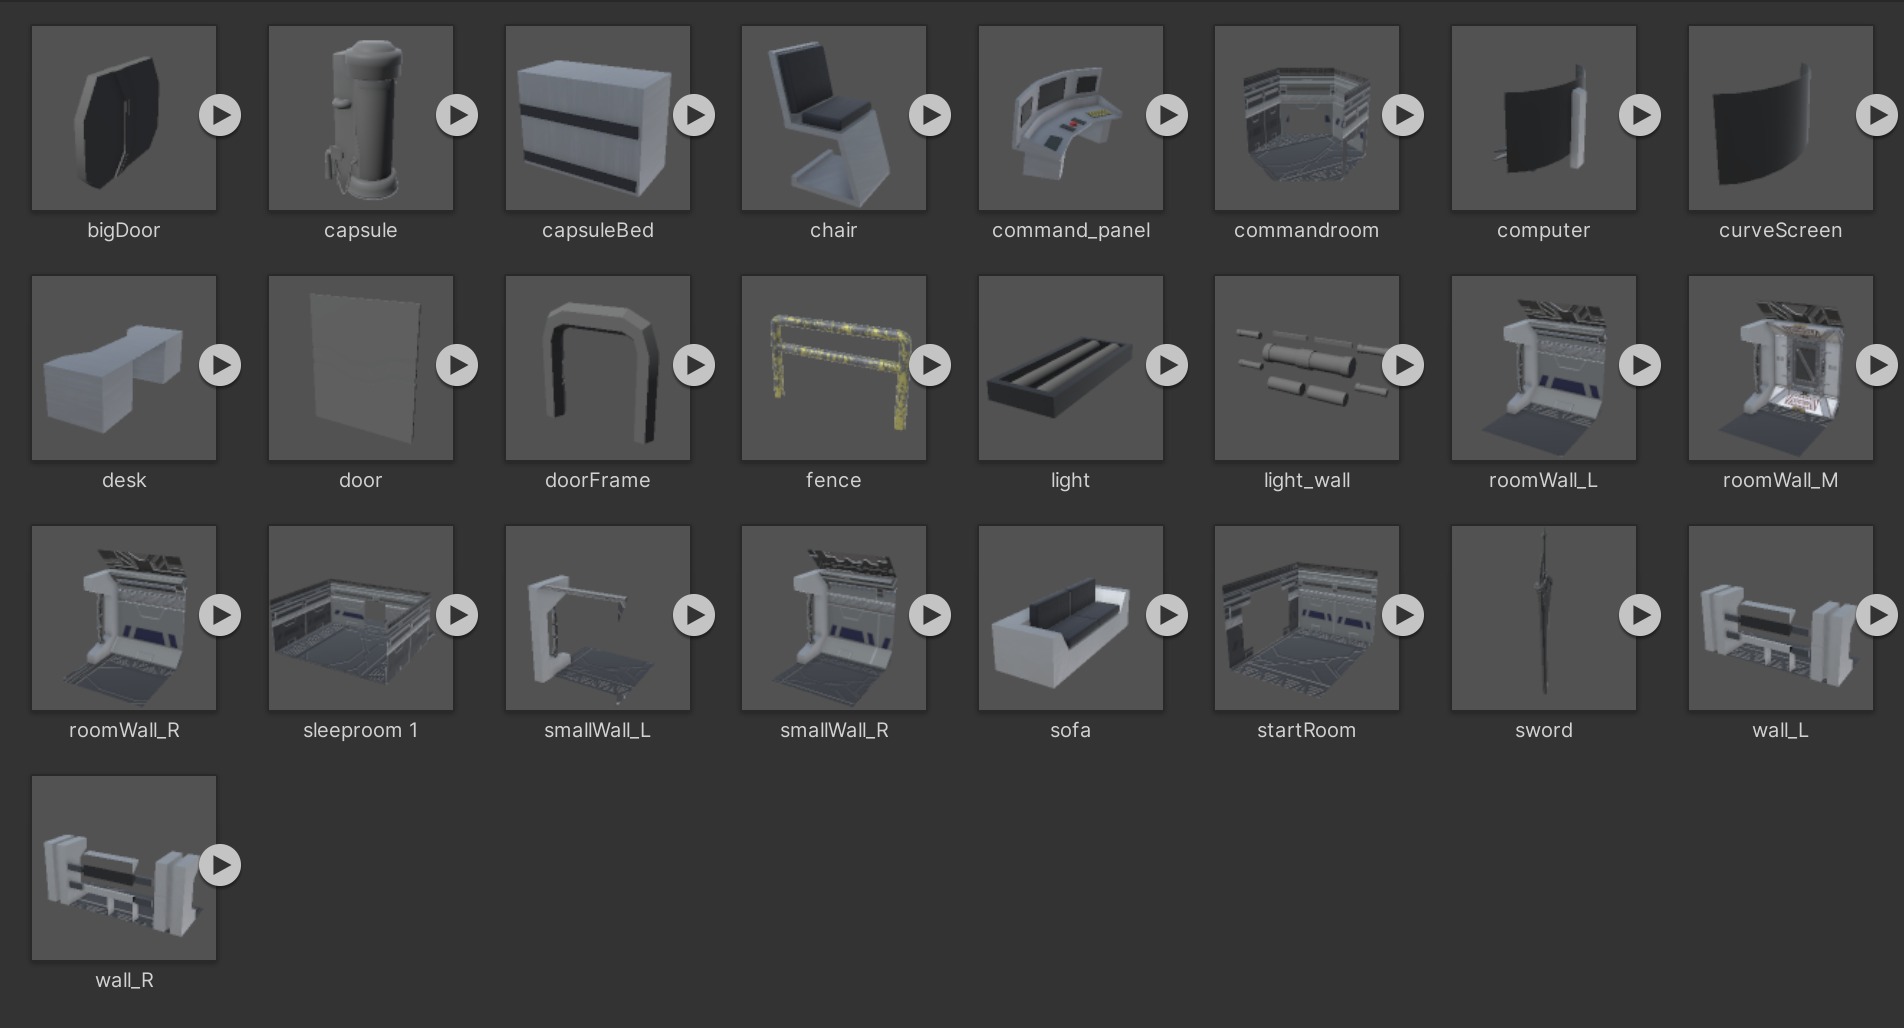 bigDoor
capsule
capsuleBed
chair
command_panel
commandroom
computer
curveScreen
desk
door
doorFrame
fence
light
light_wall
roomWall_L
roomWall_M
roomWall_R
sleeproom 1
smallWall_L
smallWall_R
sofa
startRoom
sword
wall_L
wall_R